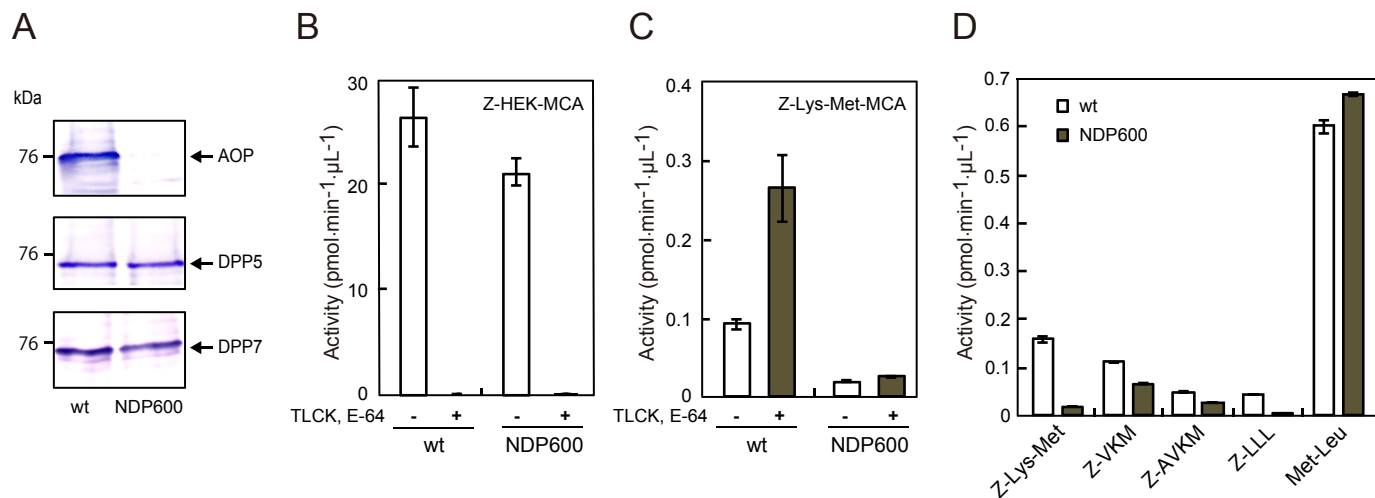 A
kDa
76
AOP
76
DPP5
76
DPP7
wt NDP600
B
Activity (pmol·min⁻¹·µL⁻¹)
30
20
10
0
Z-HEK-MCA
TLCK, E-64 - + - +
wt NDP600
C
Activity (pmol·min⁻¹·µL⁻¹)
0.4
0.3
0.2
0.1
0
Z-Lys-Met-MCA
TLCK, E-64 - + - +
wt NDP600
D
Activity (pmol·min⁻¹·µL⁻¹)
0.7
0.6
0.5
0.4
0.3
0.2
0.1
0
wt
NDP600
Z-Lys-Met
Z-VKM
Z-AVKM
Z-LLL
Met-Leu